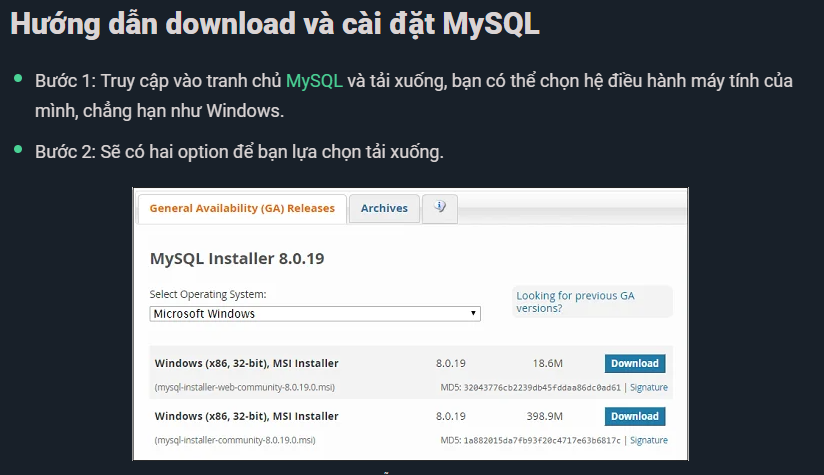 Hướng dẫn download và cài đặt MySQL
Bước 1: Truy cập vào tranh chủ MySQL và tải xuống, bạn có thể chọn hệ điều hành máy tính của
mình, chẳng hạn như Windows.
Bước 2: Sẽ có hai option để bạn lựa chọn tải xuống.
General Availability (GA) Releases
Archives
MySQL Installer 8.0.19
Select Operating System:
Looking for previous GA
versions?
Microsoft Windows
Windows (x86, 32-bit), MSI Installer 8.0.19 18.6M Download
(mysql-installer-web-community-8.0.19.0.msi) MD5: 32043776cb2239db45fddaa86dc0ad61 | Signature
Windows (x86, 32-bit), MSI Installer 8.0.19 398.9M Download
(mysql-installer-community-8.0.19.0.msi) MD5: 1a882015da7fb93f20c4717e63b6817c | Signature